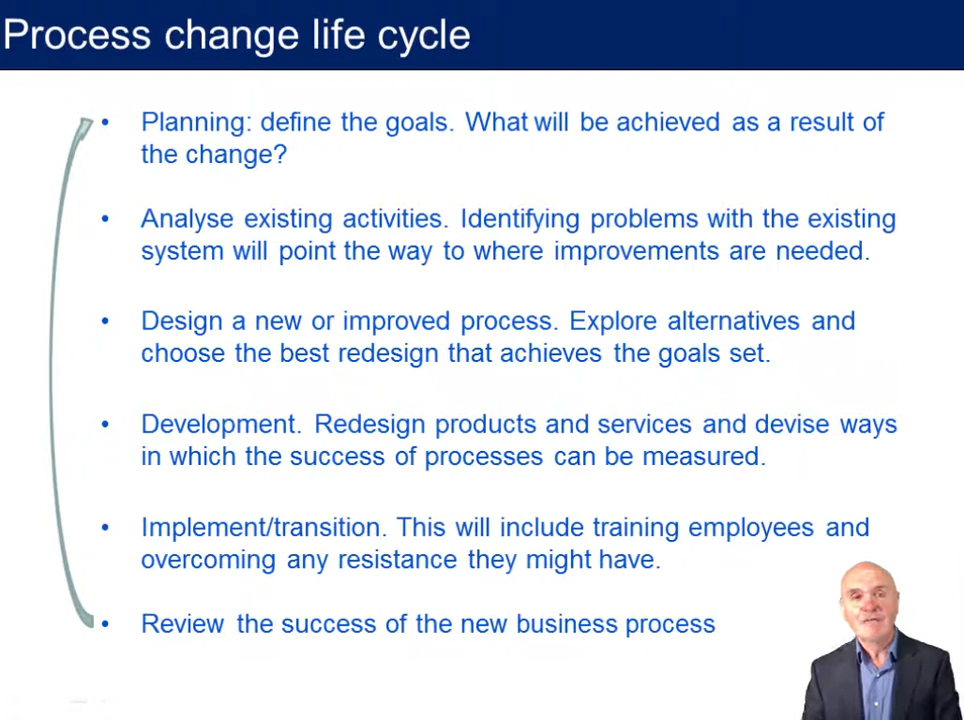 Process change life cycle
• Planning: define the goals. What will be achieved as a result of
the change?
• Analyse existing activities. Identifying problems with the existing
system will point the way to where improvements are needed.
• Design a new or improved process. Explore alternatives and
choose the best redesign that achieves the goals set.
• Development. Redesign products and services and devise ways
in which the success of processes can be measured.
• Implement/transition. This will include training employees and
overcoming any resistance they might have.
• Review the success of the new business process